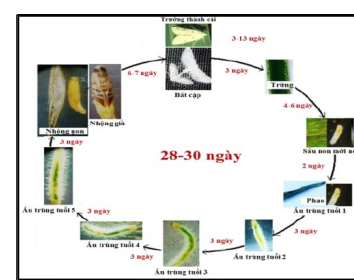 Trưởng thành cái
3-13 ngày
6-7 ngày
3 ngày
Bắt cặp
Trứng
4-6 ngày
Nhộng non
Nhộng già
Sâu non mới nở
3 ngày
28-30 ngày
2 ngày
Phao
Ấu trùng tuổi 5
Ấu trùng tuổi 1
3 ngày
3 ngày
Ấu trùng tuổi 4
Ấu trùng tuổi 2
3 ngày
3 ngày
Ấu trùng tuổi 3